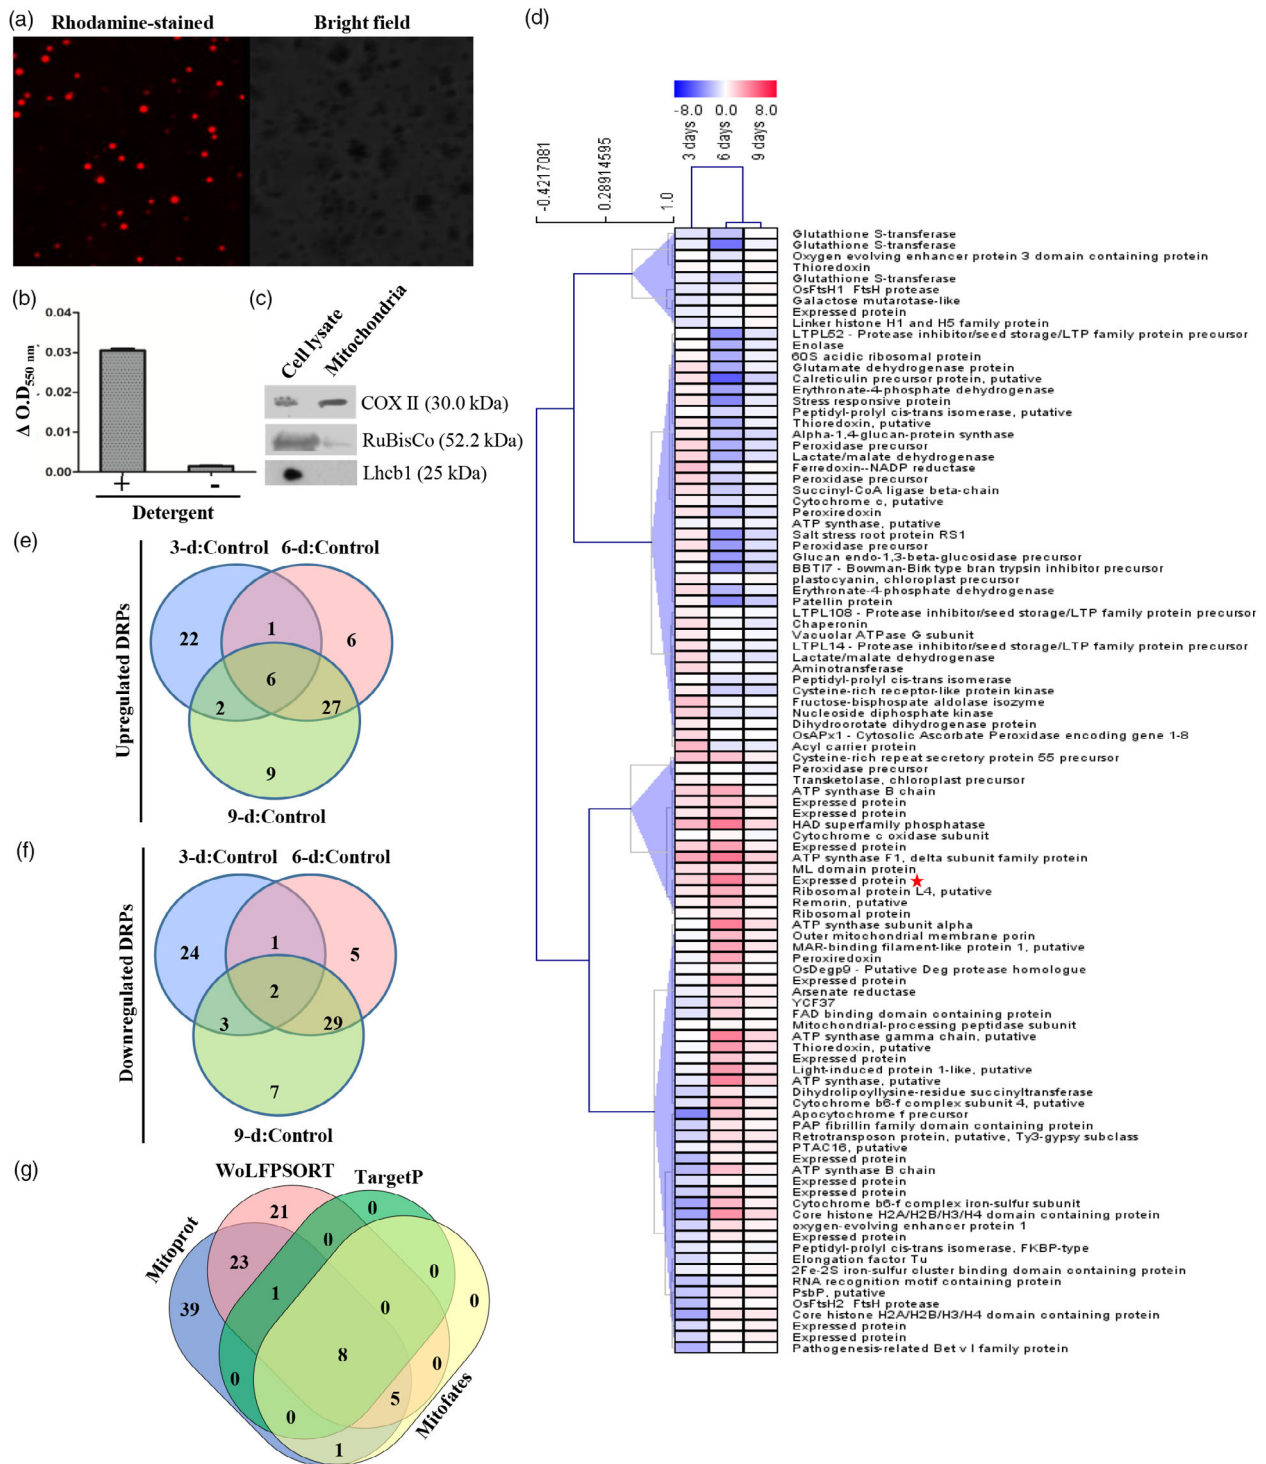 (a)
Rhodamine-stained
Bright field
(b)
0.04
0.03
0.02
0.01
0.00
Δ O.D550 nm
+
-
Detergent
(c)
Cell lysate
Mitochondria
COX II (30.0 kDa)
RuBisCo (52.2 kDa)
Lhcb1 (25 kDa)
(d)
-8.0 0.0 8.0
3 days
6 days
9 days
-0.4217081
0.28914595
1.0
Glutathione S-transferase
Glutathione S-transferase
Oxygen evolving enhancer protein 3 domain containing protein
Thioredoxin
Glutathione S-transferase
OsFtsH1 FtsH protease
Galactose mutarotase-like
Expressed protein
Linker histone H1 and H5 family protein
LTPL52 - Protease inhibitor/seed storage/LTP family protein precursor
Enolase
60S acidic ribosomal protein
Glutamate dehydrogenase protein
Calreticulin precursor protein, putative
Erythronate-4-phosphate dehydrogenase
Stress responsive protein
Peptidyl-prolyl cis-trans isomerase, putative
Thioredoxin, putative
Alpha-1,4-glucan-protein synthase
Peroxidase precursor
Lactate/malate dehydrogenase
Ferredoxin--NADP reductase
Peroxidase precursor
Succinyl-CoA ligase beta-chain
Cytochrome c, putative
Peroxiredoxin
ATP synthase, putative
Salt stress root protein RS1
Peroxidase precursor
Glucan endo-1,3-beta-glucosidase precursor
BBTI7 - Bowman-Birk type bran trypsin inhibitor precursor
plastocyanin, chloroplast precursor
Erythronate-4-phosphate dehydrogenase
Patellin protein
LTPL108 - Protease inhibitor/seed storage/LTP family protein precursor
Chaperonin
Vacuolar ATPase G subunit
LTPL14 - Protease inhibitor/seed storage/LTP family protein precursor
Lactate/malate dehydrogenase
Aminotransferase
Peptidyl-prolyl cis-trans isomerase
Cysteine-rich receptor-like protein kinase
Fructose-bisphospate aldolase isozyme
Nucleoside diphosphate kinase
Dihydroorotate dehydrogenase protein
OsAPx1 - Cytosolic Ascorbate Peroxidase encoding gene 1-8
Acyl carrier protein
Cysteine-rich repeat secretory protein 55 precursor
Peroxidase precursor
Transketolase, chloroplast precursor
ATP synthase B chain
Expressed protein
Expressed protein
HAD superfamily phosphatase
Cytochrome c oxidase subunit
Expressed protein
ATP synthase F1, delta subunit family protein
ML domain protein
Expressed protein
Ribosomal protein L4, putative
Remorin, putative
Ribosomal protein
ATP synthase subunit alpha
Outer mitochondrial membrane porin
MAR-binding filament-like protein 1, putative
Peroxiredoxin
OsDegp9 - Putative Deg protease homologue
Expressed protein
Arsenate reductase
YCF37
FAD binding domain containing protein
Mitochondrial-processing peptidase subunit
ATP synthase gamma chain, putative
Thioredoxin, putative
Expressed protein
Light-induced protein 1-like, putative
ATP synthase, putative
Dihydrolipoyllysine-residue succinyltransferase
Cytochrome b6-f complex subunit 4, putative
Apocytochrome f precursor
PAP fibrillin family domain containing protein
Retrotransposon protein, putative, Ty3-gypsy subclass
PTAC16, putative
Expressed protein
ATP synthase B chain
Expressed protein
Expressed protein
Cytochrome b6-f complex iron-sulfur subunit
Core histone H2A/H2B/H3/H4 domain containing protein
oxygen-evolving enhancer protein 1
Expressed protein
Peptidyl-prolyl cis-trans isomerase, FKBP-type
Elongation factor Tu
2Fe-2S iron-sulfur cluster binding domain containing protein
RNA recognition motif containing protein
PsbP, putative
OsFtsH2 FtsH protease
Core histone H2A/H2B/H3/H4 domain containing protein
Expressed protein
Expressed protein
Pathogenesis-related Bet v I family protein
(e)
Upregulated DRPs
3-d:Control 6-d:Control
22
1
6
6
2
27
9
9-d:Control
(f)
Downregulated DRPs
3-d:Control 6-d:Control
24
1
5
2
3
29
7
9-d:Control
(g)
WoLFPSORT
TargetP
Mitoprot
Mitofates
21
0
0
23
0
1
0
0
39
8
0
0
5
0
1